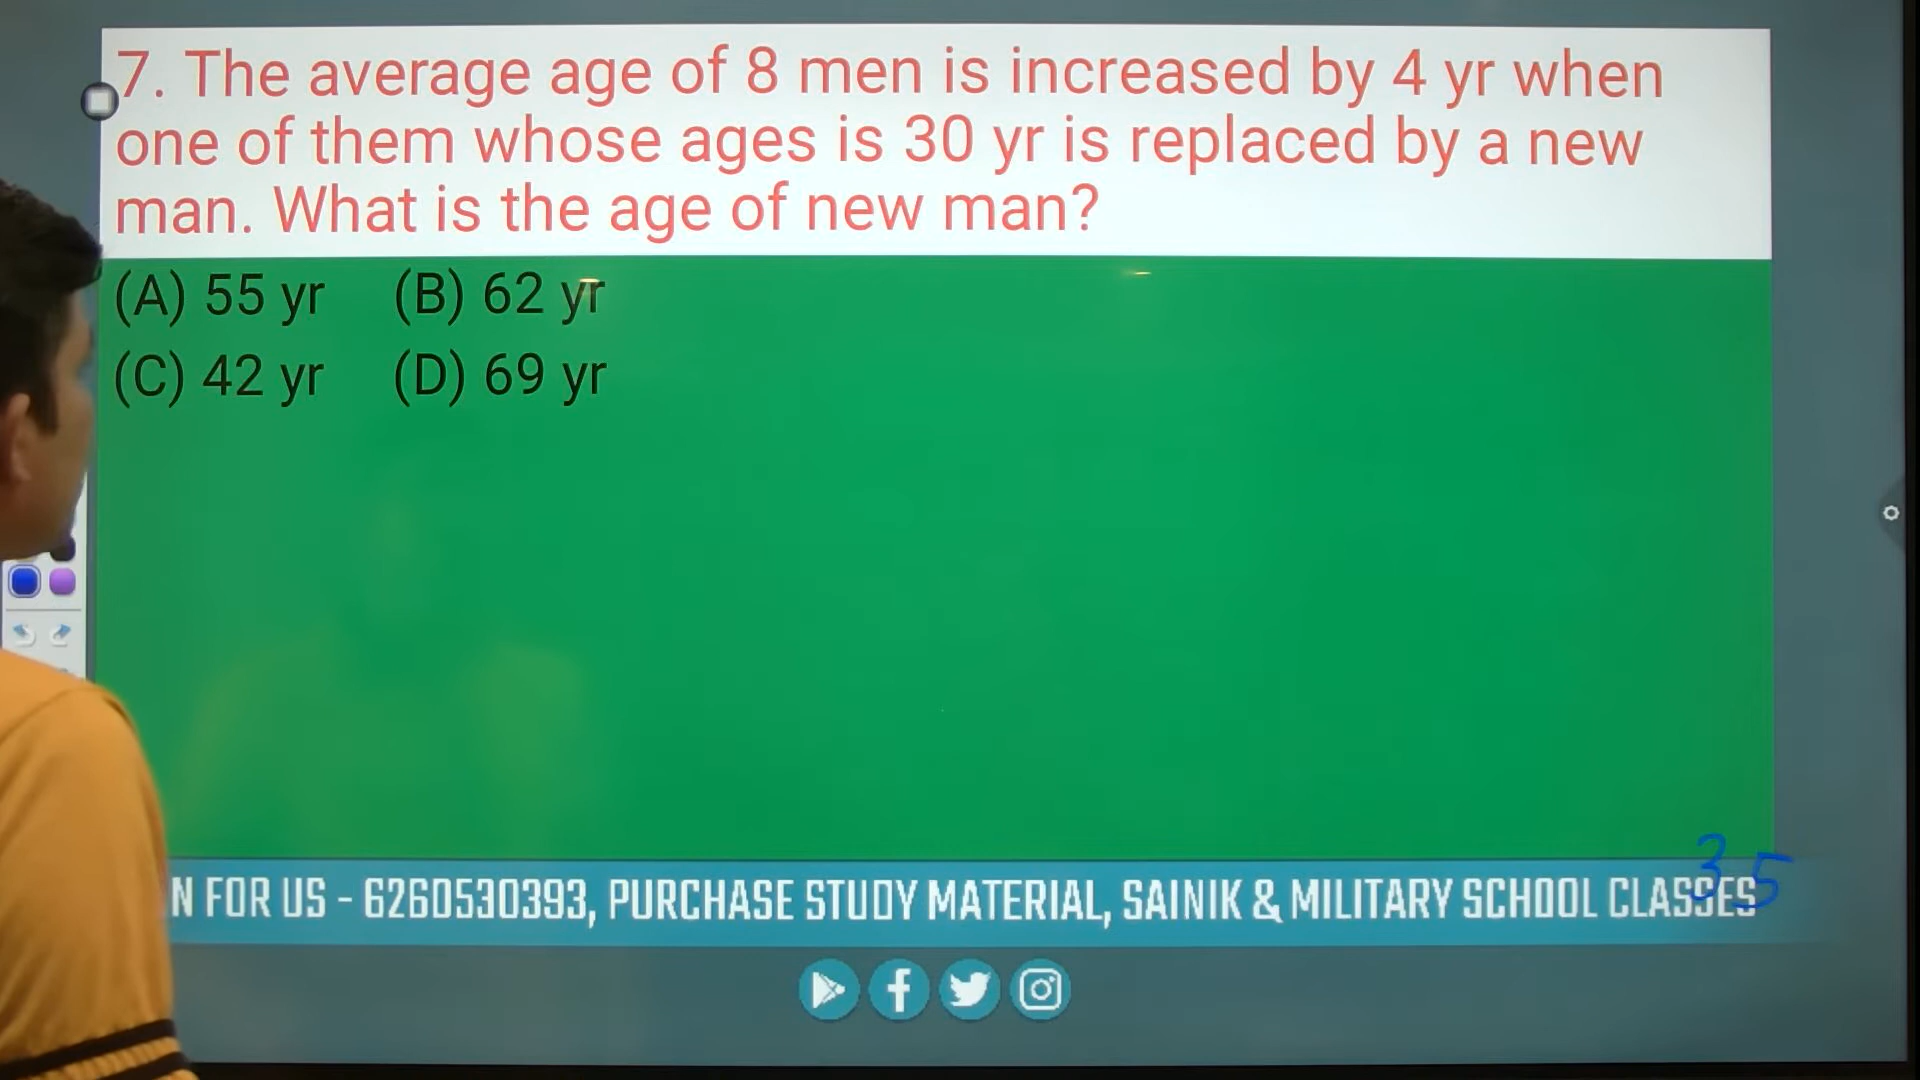 7. The average age of 8 men is increased by 4 yr when
one of them whose ages is 30 yr is replaced by a new
man. What is the age of new man?
(A) 55 yr (B) 62 yr
(C) 42 yr (D) 69 yr
35
N FOR US - 6260530393, PURCHASE STUDY MATERIAL, SAINIK & MILITARY SCHOOL CLASSES